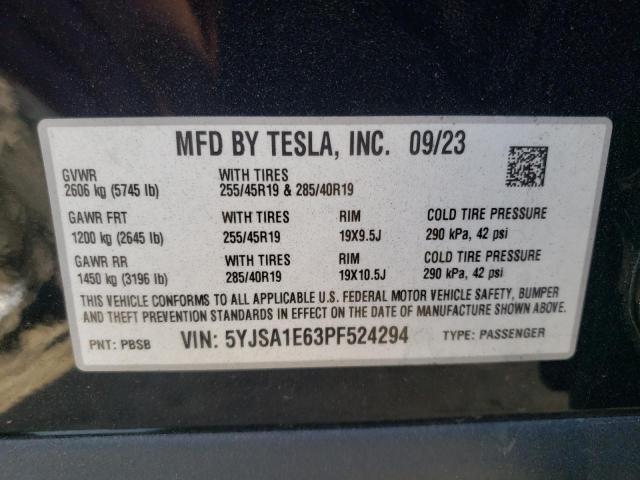 MFD BY TESLA, INC. 09/23
GVWR WITH TIRES
2606 kg (5745 lb) 255/45R19 & 285/40R19
GAWR FRT WITH TIRES RIM COLD TIRE PRESSURE
1200 kg (2645 lb) 255/45R19 19X9.5J 290 kPa, 42 psi
GAWR RR WITH TIRES RIM COLD TIRE PRESSURE
1450 kg (3196 lb) 285/40R19 19X10.5J 290 kPa, 42 psi
THIS VEHICLE CONFORMS TO ALL APPLICABLE U.S. FEDERAL MOTOR VEHICLE SAFETY, BUMPER
AND THEFT PREVENTION STANDARDS IN EFFECT ON THE DATE OF MANUFACTURE SHOWN ABOVE.
PNT: PBSB VIN: 5YJSA1E63PF524294 TYPE: PASSENGER